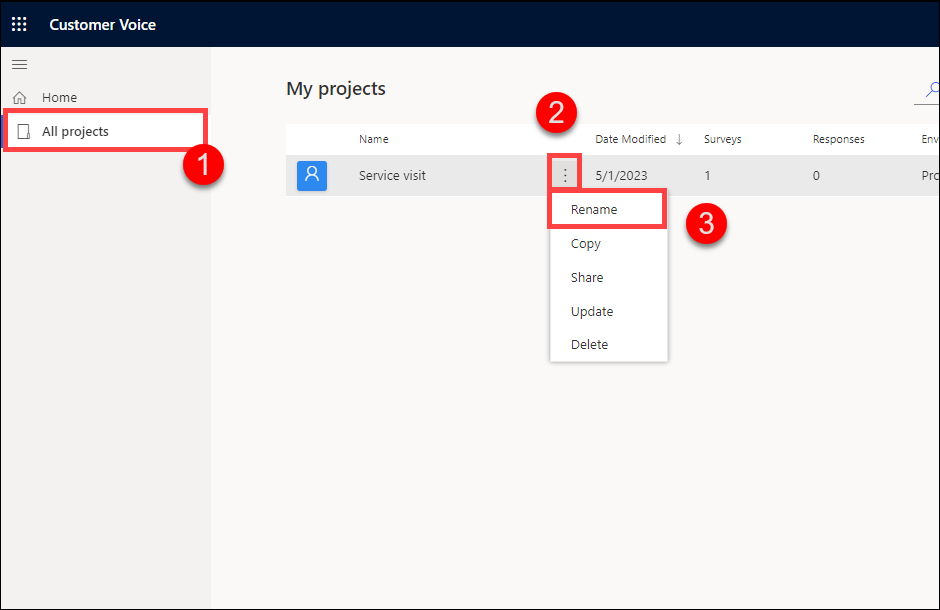 Customer Voice
Home
All projects
1
My projects
2
Name Date Modified ↓ Surveys Responses Env
Service visit ⋮ 5/1/2023 1 0 Pro
Rename
3
Copy
Share
Update
Delete